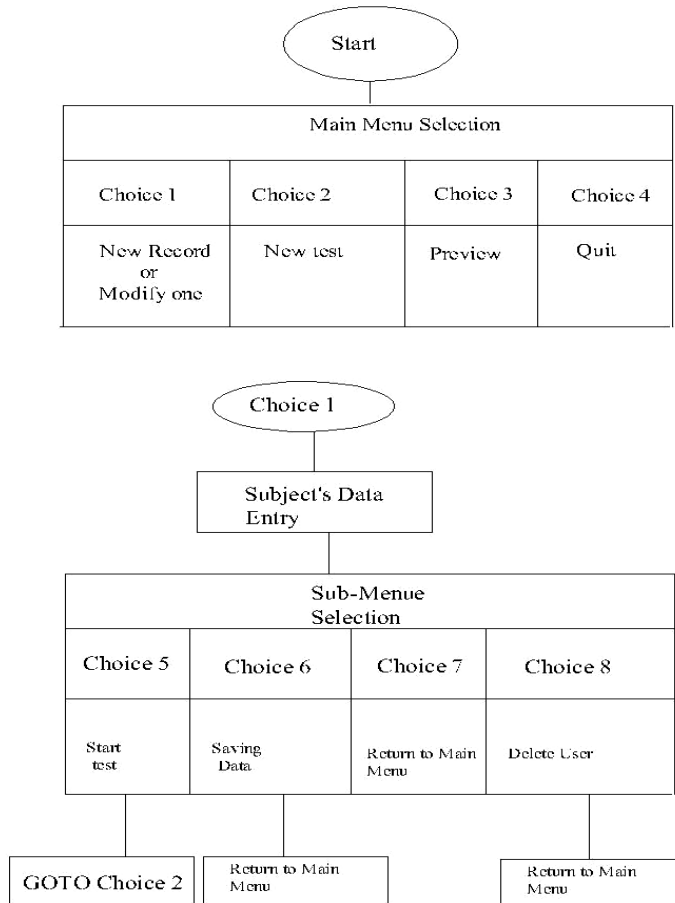 Start
Main Menu Selection
Choice 1
Choice 2
Choice 3
Choice 4
New Record
or
Modify one
New test
Preview
Quit
Choice 1
Subject's Data
Entry
Sub-Menue
Selection
Choice 5
Choice 6
Choice 7
Choice 8
Start
test
Saving
Data
Return to Main
Menu
Delete User
GOTO Choice 2
Return to Main
Menu
Return to Main
Menu